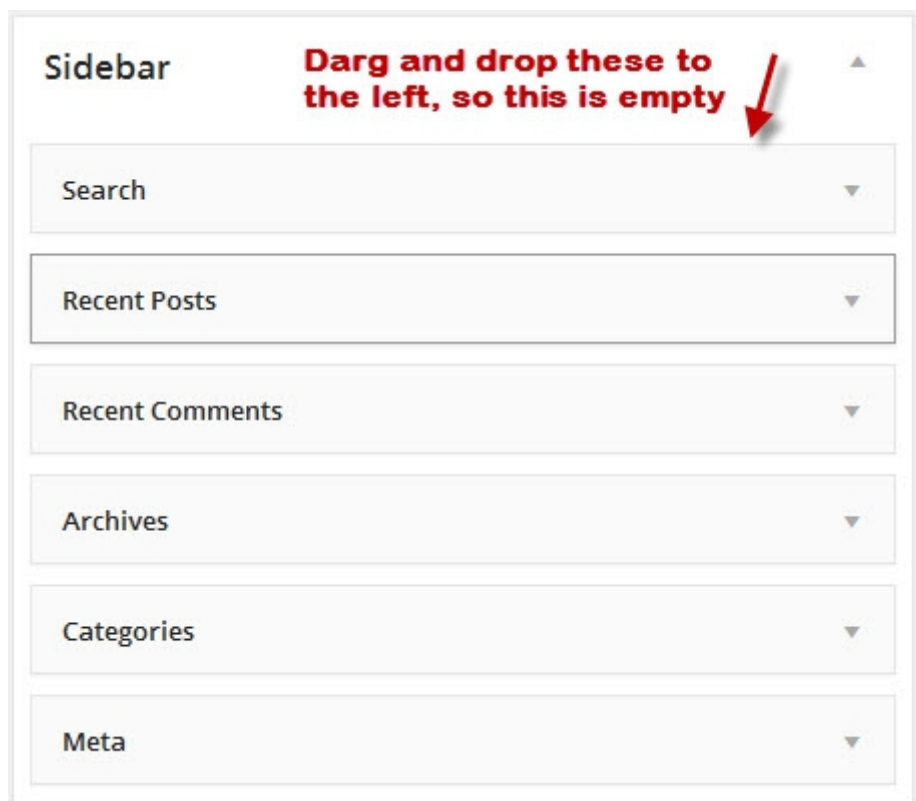 Sidebar
Darg and drop these to
the left, so this is empty
Search
Recent Posts
Recent Comments
Archives
Categories
Meta